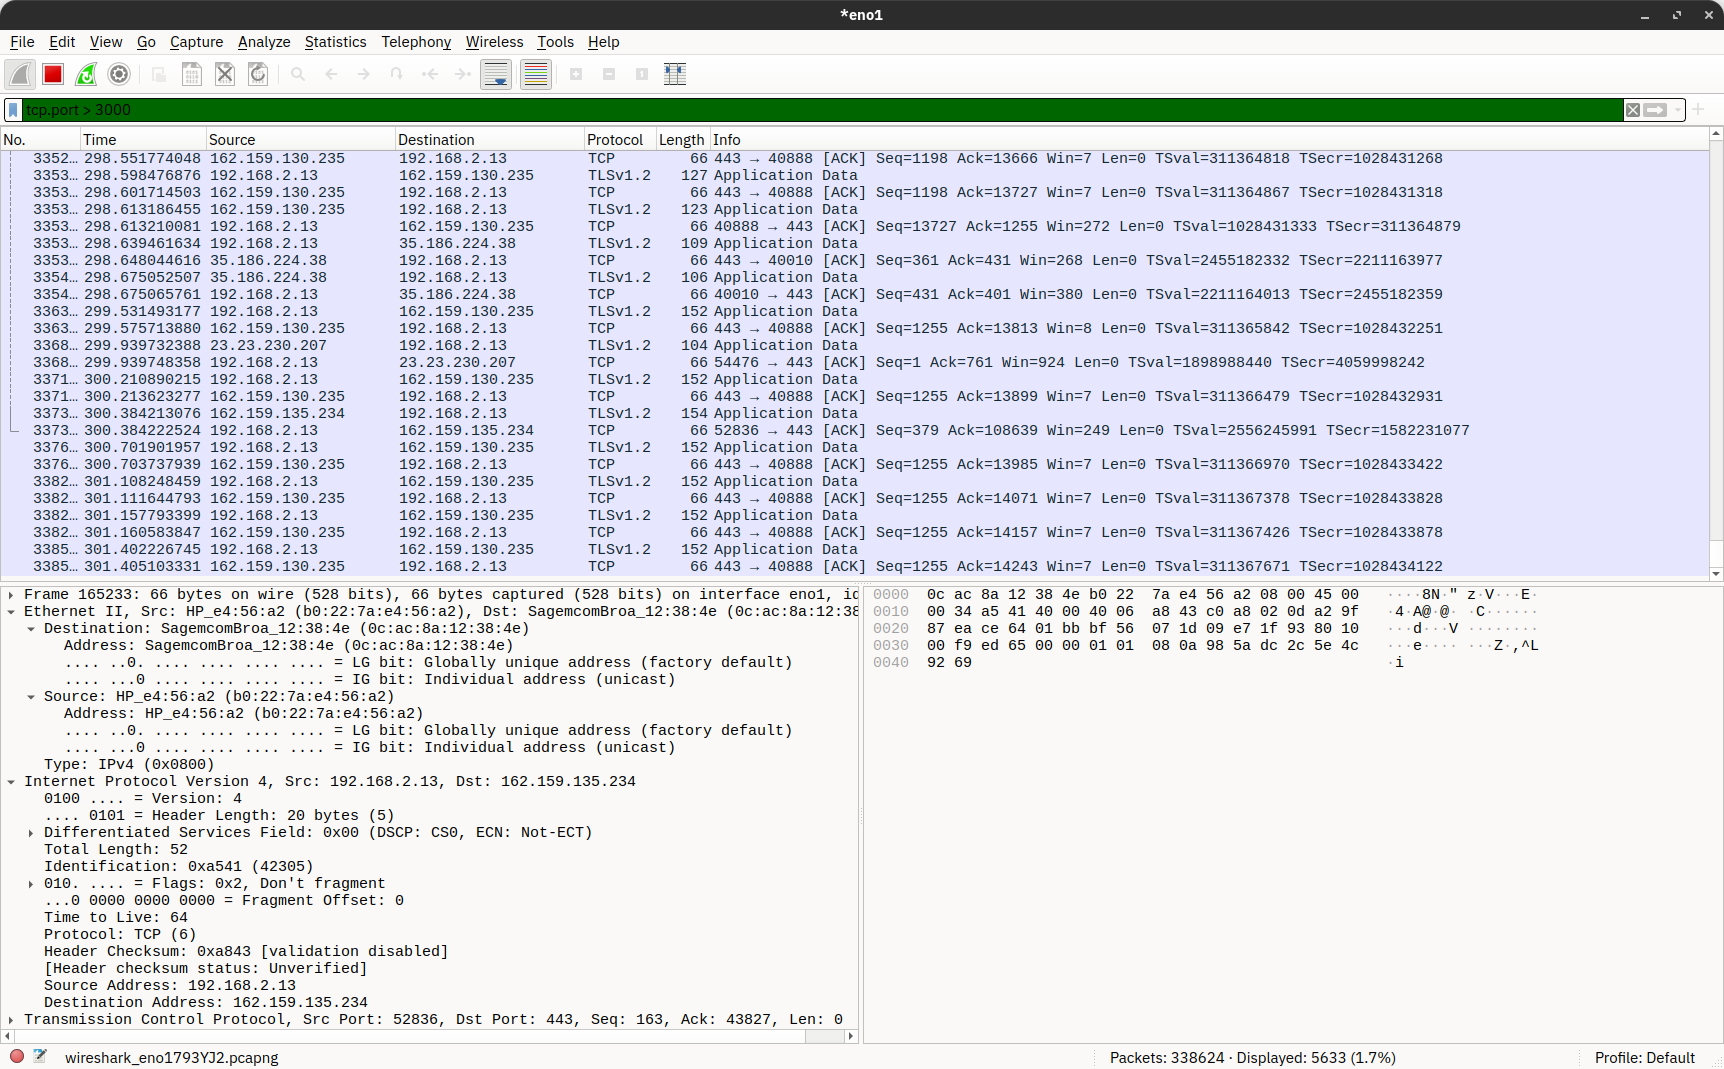 *eno1
File Edit View Go Capture Analyze Statistics Telephony Wireless Tools Help
tcp.port > 3000
No. Time Source Destination Protocol Length Info
3352… 298.551774048 162.159.130.235 192.168.2.13 TCP 66 443 → 40888 [ACK] Seq=1198 Ack=13666 Win=7 Len=0 TSval=311364818 TSecr=1028431268
3353… 298.598476876 192.168.2.13 162.159.130.235 TLSv1.2 127 Application Data
3353… 298.601714503 162.159.130.235 192.168.2.13 TCP 66 443 → 40888 [ACK] Seq=1198 Ack=13727 Win=7 Len=0 TSval=311364867 TSecr=1028431318
3353… 298.613186455 162.159.130.235 192.168.2.13 TLSv1.2 123 Application Data
3353… 298.613210081 192.168.2.13 162.159.130.235 TCP 66 40888 → 443 [ACK] Seq=13727 Ack=1255 Win=272 Len=0 TSval=1028431333 TSecr=311364879
3353… 298.639461634 192.168.2.13 35.186.224.38 TLSv1.2 109 Application Data
3353… 298.648044616 35.186.224.38 192.168.2.13 TCP 66 443 → 40010 [ACK] Seq=361 Ack=431 Win=268 Len=0 TSval=2455182332 TSecr=2211163977
3354… 298.675052507 35.186.224.38 192.168.2.13 TLSv1.2 106 Application Data
3354… 298.675065761 192.168.2.13 35.186.224.38 TCP 66 40010 → 443 [ACK] Seq=431 Ack=401 Win=380 Len=0 TSval=2211164013 TSecr=2455182359
3363… 299.531493177 192.168.2.13 162.159.130.235 TLSv1.2 152 Application Data
3363… 299.575713880 162.159.130.235 192.168.2.13 TCP 66 443 → 40888 [ACK] Seq=1255 Ack=13813 Win=8 Len=0 TSval=311365842 TSecr=1028432251
3368… 299.939732388 23.23.230.207 192.168.2.13 TLSv1.2 104 Application Data
3368… 299.939748358 192.168.2.13 23.23.230.207 TCP 66 54476 → 443 [ACK] Seq=1 Ack=761 Win=924 Len=0 TSval=1898988440 TSecr=4059998242
3371… 300.210890215 192.168.2.13 162.159.130.235 TLSv1.2 152 Application Data
3371… 300.213623277 162.159.130.235 192.168.2.13 TCP 66 443 → 40888 [ACK] Seq=1255 Ack=13899 Win=7 Len=0 TSval=311366479 TSecr=1028432931
3373… 300.384213076 162.159.135.234 192.168.2.13 TLSv1.2 154 Application Data
3373… 300.384222524 192.168.2.13 162.159.135.234 TCP 66 52836 → 443 [ACK] Seq=379 Ack=108639 Win=249 Len=0 TSval=2556245991 TSecr=1582231077
3376… 300.701901957 192.168.2.13 162.159.130.235 TLSv1.2 152 Application Data
3376… 300.703737939 162.159.130.235 192.168.2.13 TCP 66 443 → 40888 [ACK] Seq=1255 Ack=13985 Win=7 Len=0 TSval=311366970 TSecr=1028433422
3382… 301.108248459 192.168.2.13 162.159.130.235 TLSv1.2 152 Application Data
3382… 301.111644793 162.159.130.235 192.168.2.13 TCP 66 443 → 40888 [ACK] Seq=1255 Ack=14071 Win=7 Len=0 TSval=311367378 TSecr=1028433828
3382… 301.157793399 192.168.2.13 162.159.130.235 TLSv1.2 152 Application Data
3382… 301.160583847 162.159.130.235 192.168.2.13 TCP 66 443 → 40888 [ACK] Seq=1255 Ack=14157 Win=7 Len=0 TSval=311367426 TSecr=1028433878
3385… 301.402226745 192.168.2.13 162.159.130.235 TLSv1.2 152 Application Data
3385… 301.405103331 162.159.130.235 192.168.2.13 TCP 66 443 → 40888 [ACK] Seq=1255 Ack=14243 Win=7 Len=0 TSval=311367671 TSecr=1028434122
Frame 165233: 66 bytes on wire (528 bits), 66 bytes captured (528 bits) on interface eno1, id
Ethernet II, Src: HP_e4:56:a2 (b0:22:7a:e4:56:a2), Dst: SagemcomBroa_12:38:4e (0c:ac:8a:12:38
Destination: SagemcomBroa_12:38:4e (0c:ac:8a:12:38:4e)
Address: SagemcomBroa_12:38:4e (0c:ac:8a:12:38:4e)
.... ..0. .... .... .... .... = LG bit: Globally unique address (factory default)
.... ...0 .... .... .... .... = IG bit: Individual address (unicast)
Source: HP_e4:56:a2 (b0:22:7a:e4:56:a2)
Address: HP_e4:56:a2 (b0:22:7a:e4:56:a2)
.... ..0. .... .... .... .... = LG bit: Globally unique address (factory default)
.... ...0 .... .... .... .... = IG bit: Individual address (unicast)
Type: IPv4 (0x0800)
Internet Protocol Version 4, Src: 192.168.2.13, Dst: 162.159.135.234
0100 .... = Version: 4
.... 0101 = Header Length: 20 bytes (5)
Differentiated Services Field: 0x00 (DSCP: CS0, ECN: Not-ECT)
Total Length: 52
Identification: 0xa541 (42305)
010. .... = Flags: 0x2, Don't fragment
...0 0000 0000 0000 = Fragment Offset: 0
Time to Live: 64
Protocol: TCP (6)
Header Checksum: 0xa843 [validation disabled]
[Header checksum status: Unverified]
Source Address: 192.168.2.13
Destination Address: 162.159.135.234
Transmission Control Protocol, Src Port: 52836, Dst Port: 443, Seq: 163, Ack: 43827, Len: 0
0000 0c ac 8a 12 38 4e b0 22 7a e4 56 a2 08 00 45 00 ····8N·" z·V···E·
0010 00 34 a5 41 40 00 40 06 a8 43 c0 a8 02 0d a2 9f ·4·A@·@· ·C······
0020 87 ea ce 64 01 bb bf 56 07 1d 09 e7 1f 93 80 10 ···d···V ········
0030 00 f9 ed 65 00 00 01 01 08 0a 98 5a dc 2c 5e 4c ···e···· ···Z·,^L
0040 92 69 ·i
wireshark_eno1793YJ2.pcapng Packets: 338624 · Displayed: 5633 (1.7%) Profile: Default